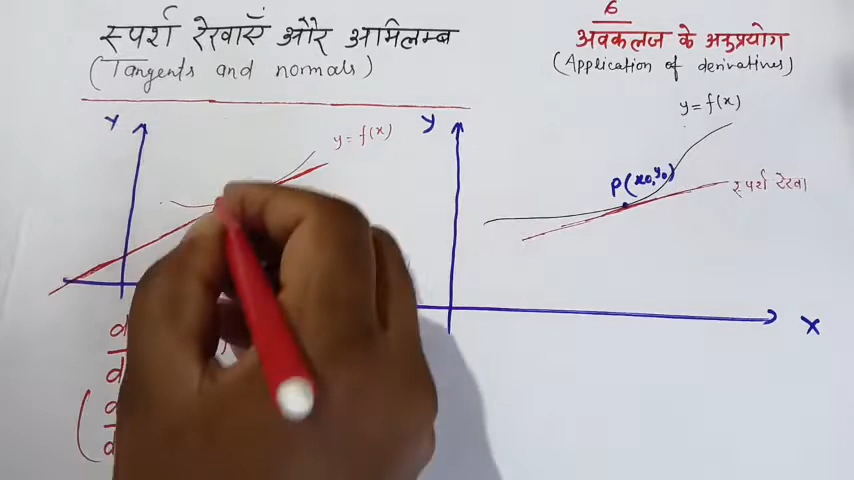 स्पर्श रेखाएँ और अभिलम्ब
(Tangents and normals)
6
अवकलज के अनुप्रयोग
(Application of derivatives)
Y
y = f(x)
y
y = f(x)
P(x0, y0)
स्पर्श रेखा
X